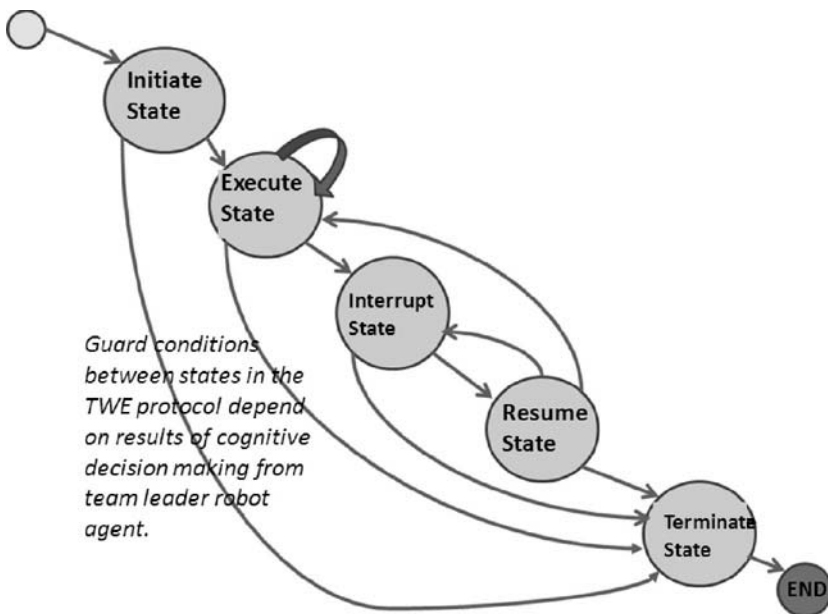 Initiate
State
Execute
State
Interrupt
State
Guard conditions
between states in the
TWE protocol depend
on results of cognitive
decision making from
team leader robot
agent.
Resume
State
Terminate
State
END